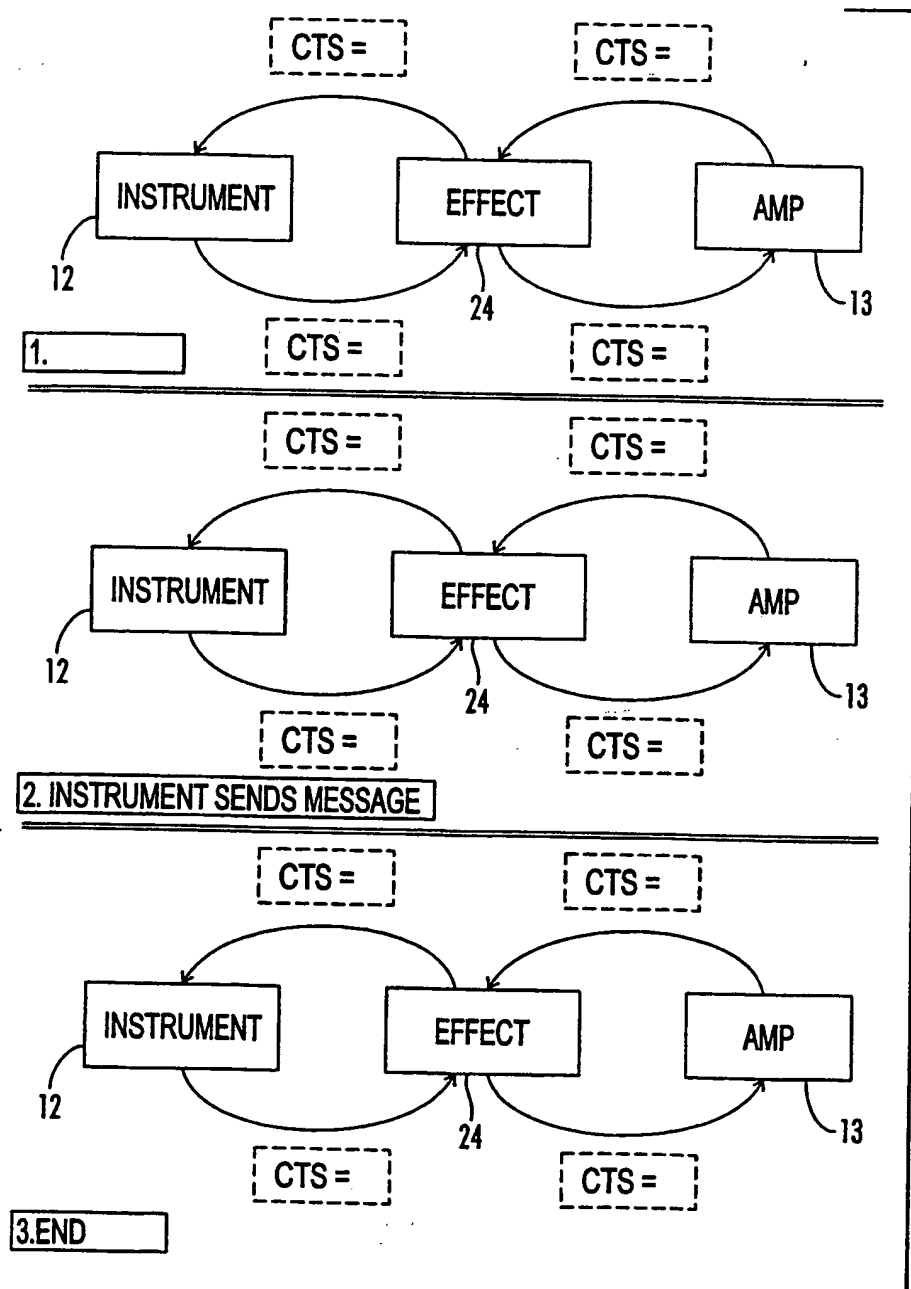 CTS = CTS =
INSTRUMENT EFFECT AMP
12 24 13
CTS = CTS =
1.
CTS = CTS =
INSTRUMENT EFFECT AMP
12 24 13
CTS = CTS =
2. INSTRUMENT SENDS MESSAGE
CTS = CTS =
INSTRUMENT EFFECT AMP
12 24 13
CTS = CTS =
3.END